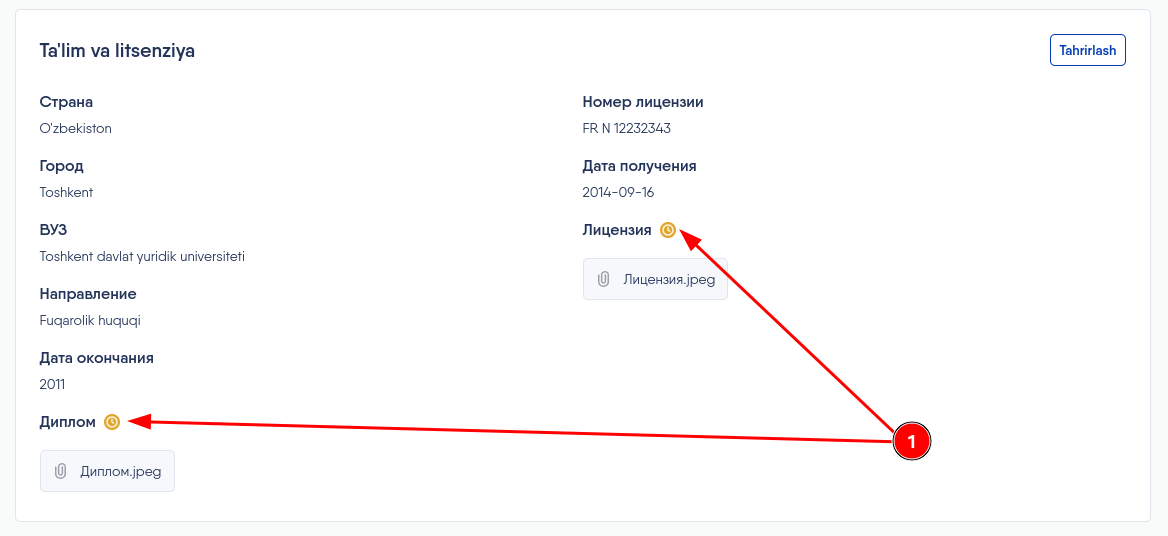 Ta'lim va litsenziya
Tahrirlash
Страна
O'zbekiston
Город
Toshkent
ВУЗ
Toshkent davlat yuridik universiteti
Направление
Fuqarolik huquqi
Дата окончания
2011
Диплом
Диплом.jpeg
Номер лицензии
FR N 12232343
Дата получения
2014-09-16
Лицензия
Лицензия.jpeg
1